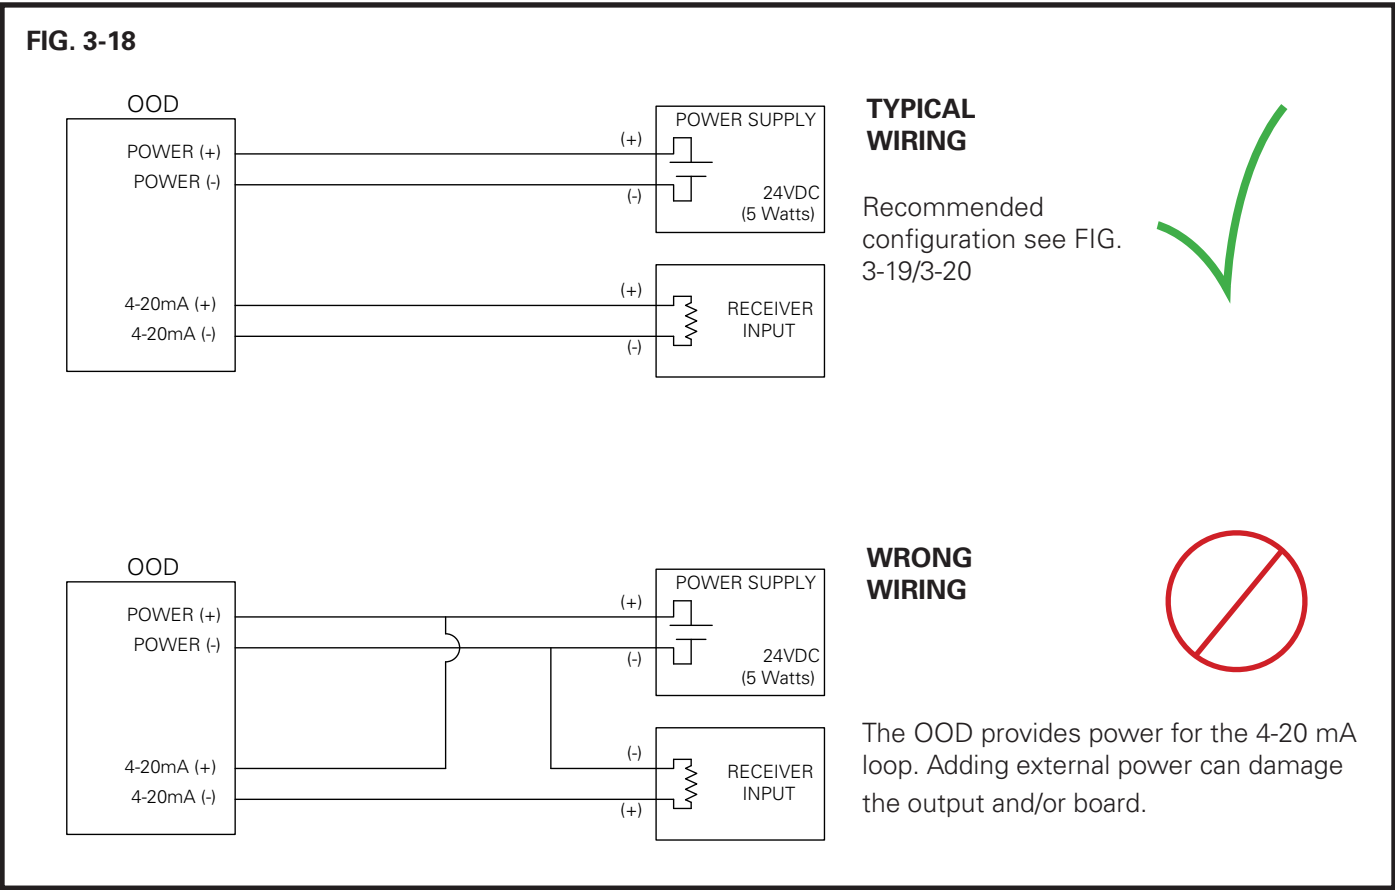 FIG. 3-18
OOD
POWER (+)
POWER (-)
4-20mA (+)
4-20mA (-)
(+)
(-)
POWER SUPPLY
24VDC
(5 Watts)
(+)
(-)
RECEIVER
INPUT
TYPICAL
WIRING
Recommended
configuration see FIG.
3-19/3-20
OOD
POWER (+)
POWER (-)
4-20mA (+)
4-20mA (-)
(+)
(-)
POWER SUPPLY
24VDC
(5 Watts)
(-)
(+)
RECEIVER
INPUT
WRONG
WIRING
The OOD provides power for the 4-20 mA
loop. Adding external power can damage
the output and/or board.